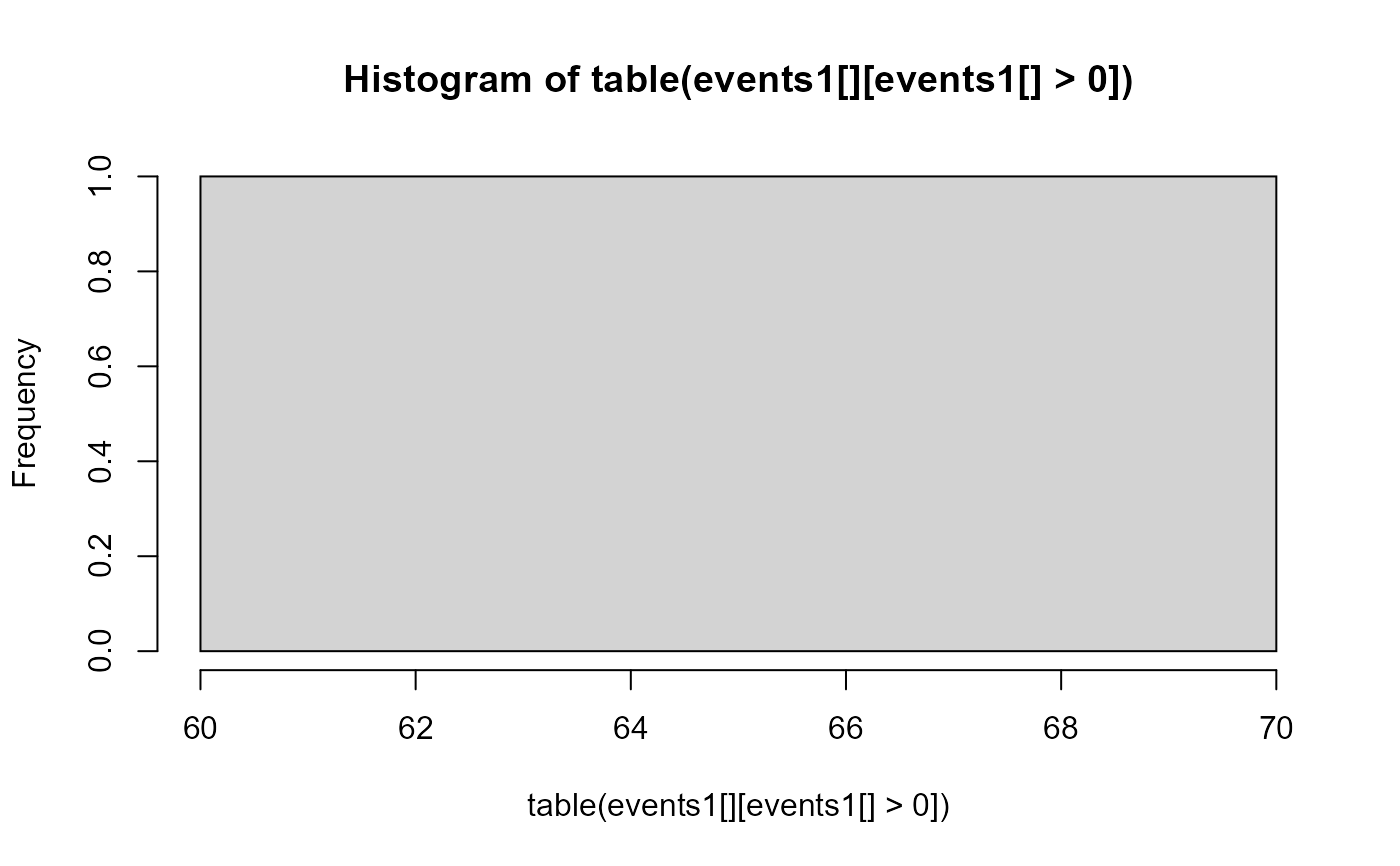 Histogram of table(events1[][events1[] > 0])
Frequency
1.0
0.8
0.6
0.4
0.2
0.0
60 62 64 66 68 70
table(events1[][events1[] > 0])